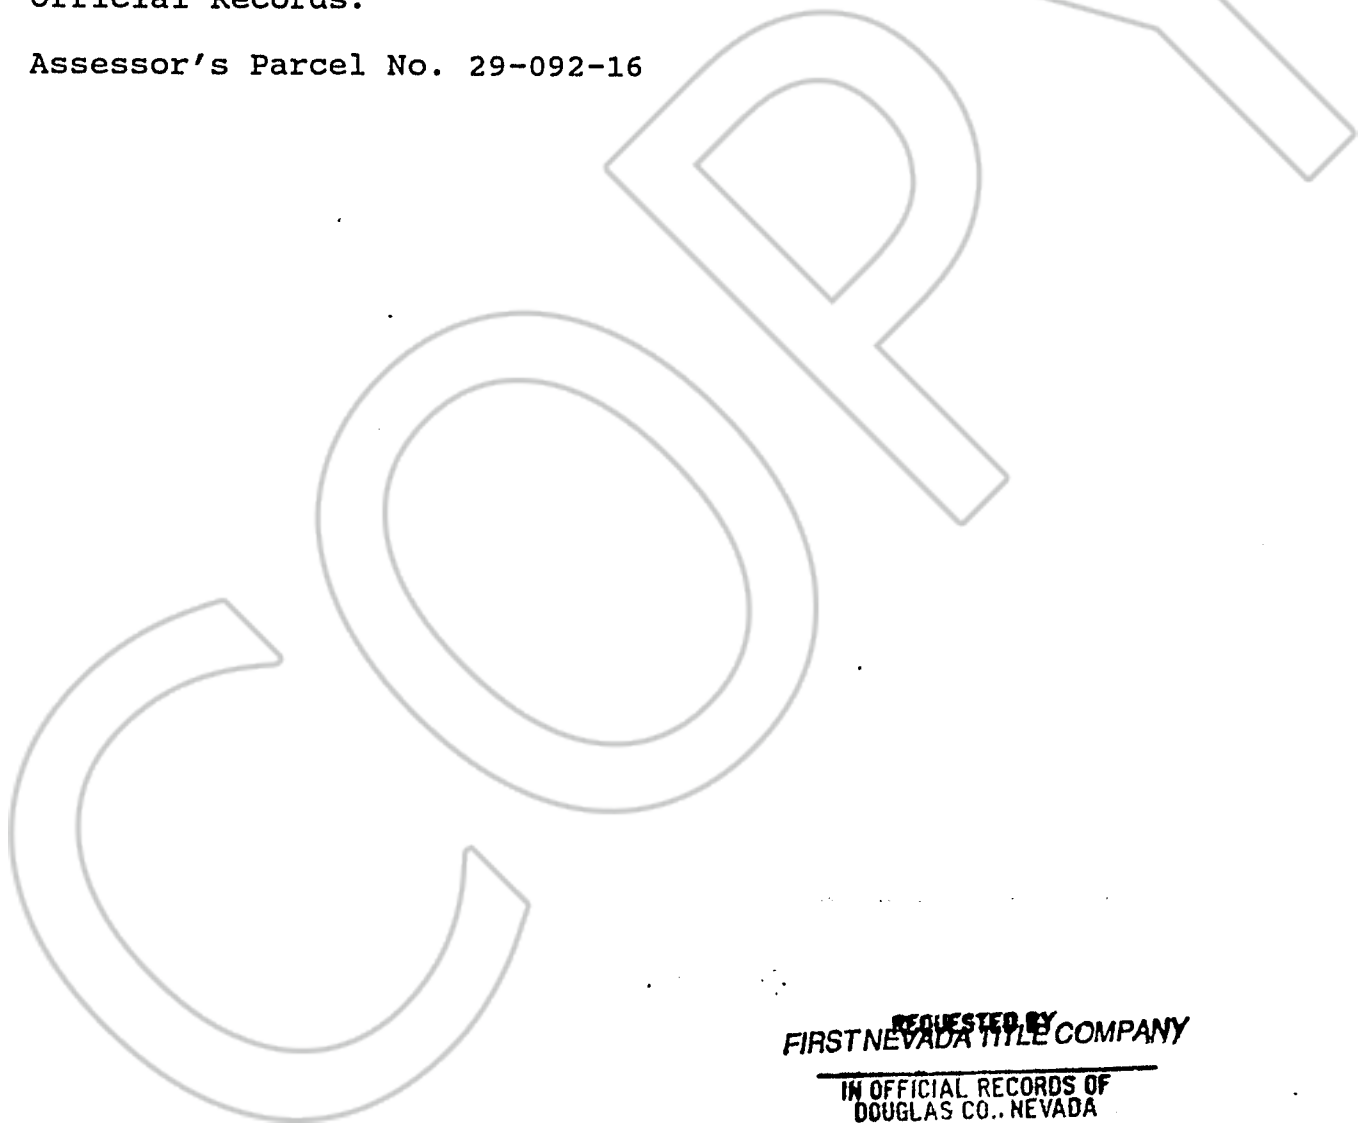 Official Records.
Assessor's Parcel No. 29-092-16
COPY
REQUESTED BY
FIRST NEVADA TITLE COMPANY
IN OFFICIAL RECORDS OF
DOUGLAS CO., NEVADA